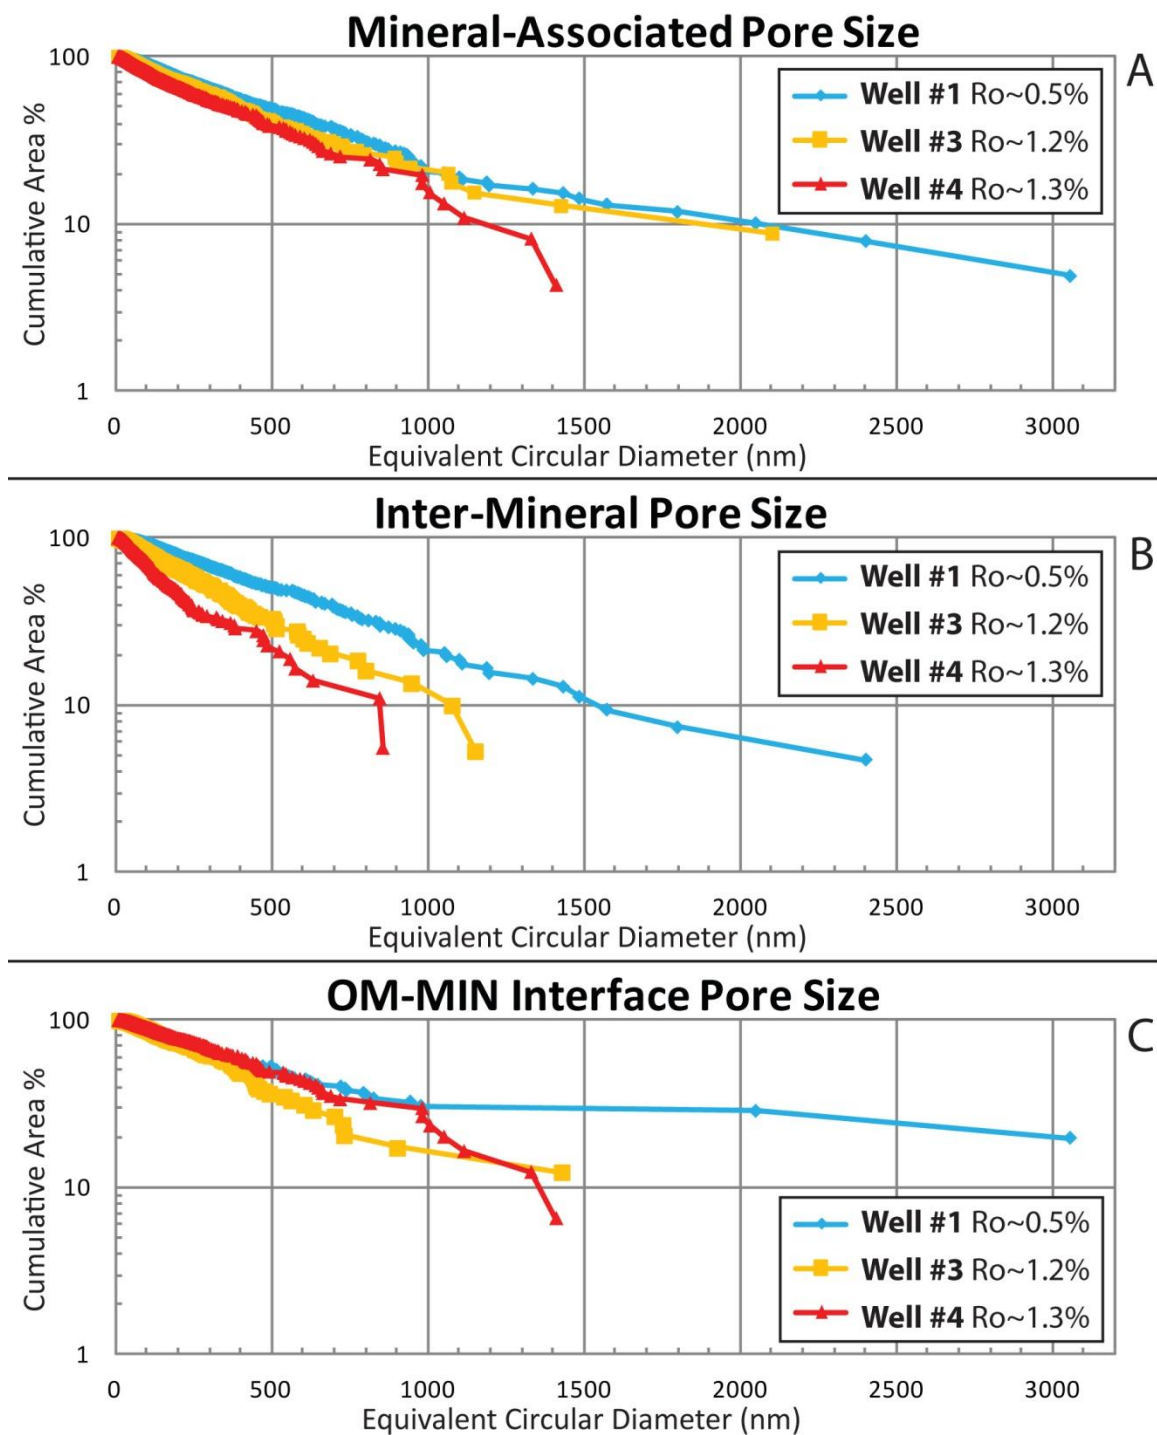 Mineral-Associated Pore Size
A
Cumulative Area %
100
10
1
Well #1 Ro~0.5%
Well #3 Ro~1.2%
Well #4 Ro~1.3%
0 500 1000 1500 2000 2500 3000
Equivalent Circular Diameter (nm)
Inter-Mineral Pore Size
B
Cumulative Area %
100
10
1
Well #1 Ro~0.5%
Well #3 Ro~1.2%
Well #4 Ro~1.3%
0 500 1000 1500 2000 2500 3000
Equivalent Circular Diameter (nm)
OM-MIN Interface Pore Size
C
Cumulative Area %
100
10
1
Well #1 Ro~0.5%
Well #3 Ro~1.2%
Well #4 Ro~1.3%
0 500 1000 1500 2000 2500 3000
Equivalent Circular Diameter (nm)